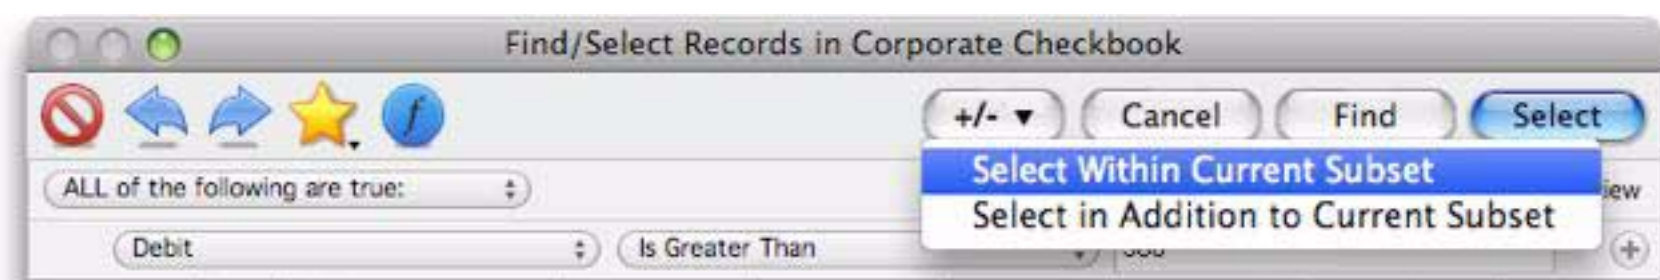 Find/Select Records in Corporate Checkbook
f
+/- ▼ Cancel Find Select
Select Within Current Subset
ALL of the following are true:
Select in Addition to Current Subset
Debit Is Greater Than